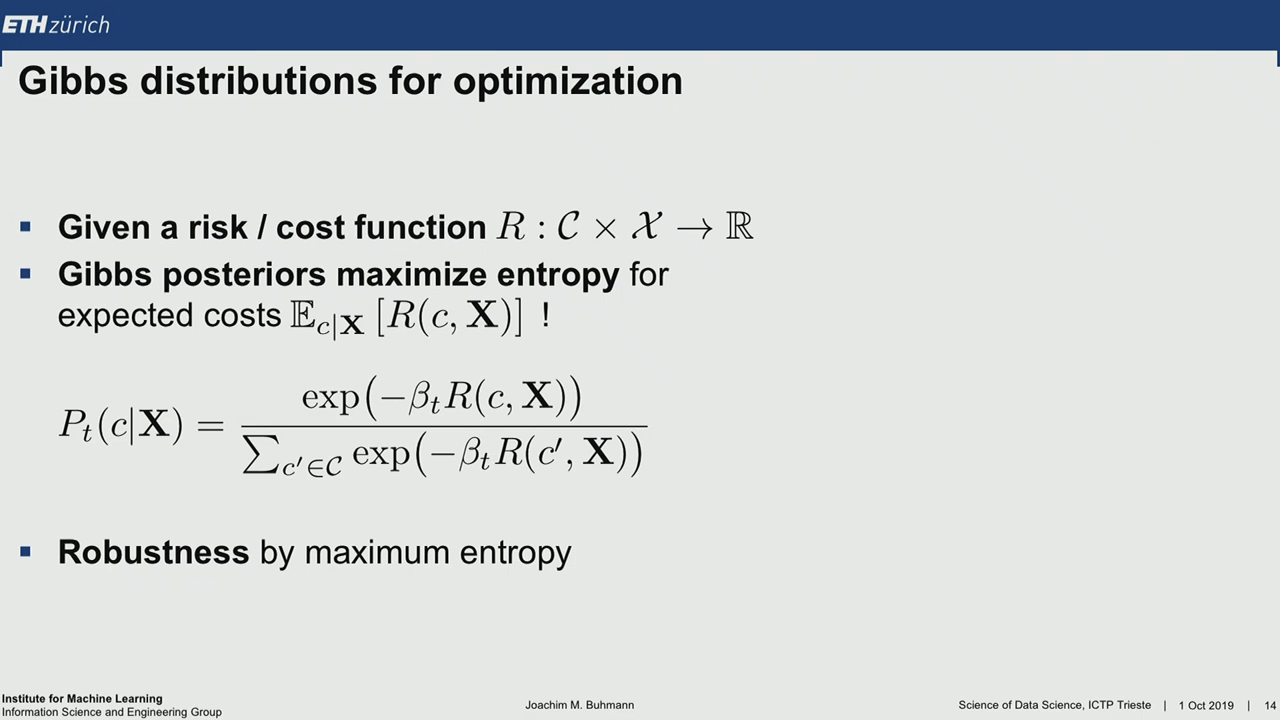 ETH zürich
Gibbs distributions for optimization
▪ Given a risk / cost function R : 𝒞 × 𝒳 → ℝ
▪ Gibbs posteriors maximize entropy for
expected costs 𝔼_{c|𝐗} [R(c, 𝐗)] !
P_t(c|𝐗) = exp(−β_t R(c, 𝐗)) / ∑_{c′∈𝒞} exp(−β_t R(c′, 𝐗))
▪ Robustness by maximum entropy
Institute for Machine Learning
Information Science and Engineering Group
Joachim M. Buhmann
Science of Data Science, ICTP Trieste | 1 Oct 2019 | 14